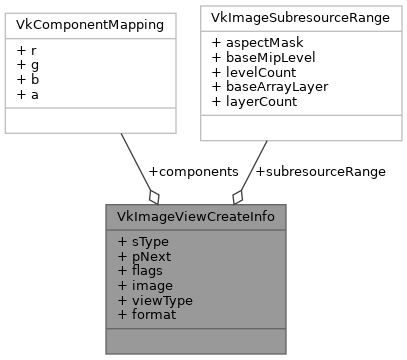 VkComponentMapping
+ r
+ g
+ b
+ a
VkImageSubresourceRange
+ aspectMask
+ baseMipLevel
+ levelCount
+ baseArrayLayer
+ layerCount
+components
+subresourceRange
VkImageViewCreateInfo
+ sType
+ pNext
+ flags
+ image
+ viewType
+ format